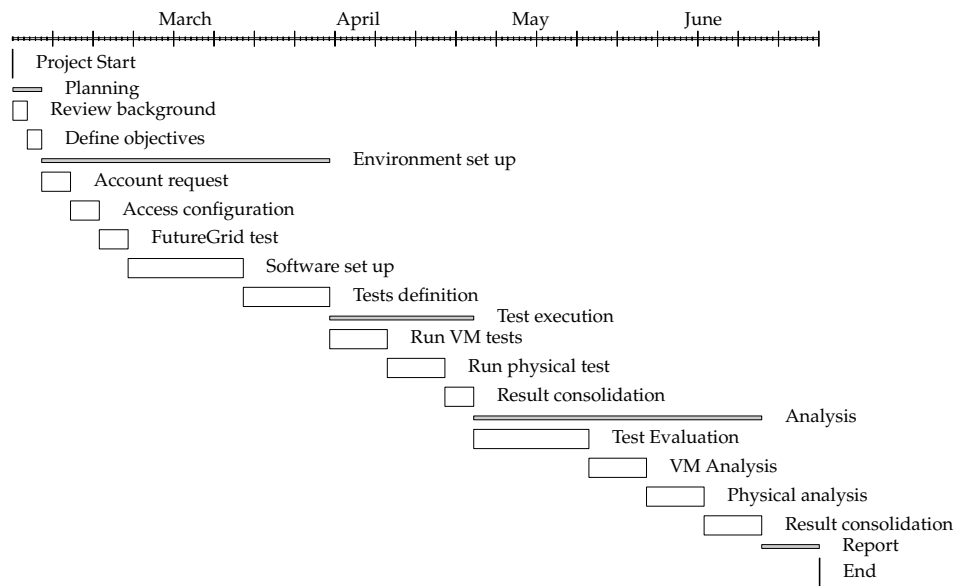 March April May June
Project Start
Planning
Review background
Define objectives
Environment set up
Account request
Access configuration
FutureGrid test
Software set up
Tests definition
Test execution
Run VM tests
Run physical test
Result consolidation
Analysis
Test Evaluation
VM Analysis
Physical analysis
Result consolidation
Report
End